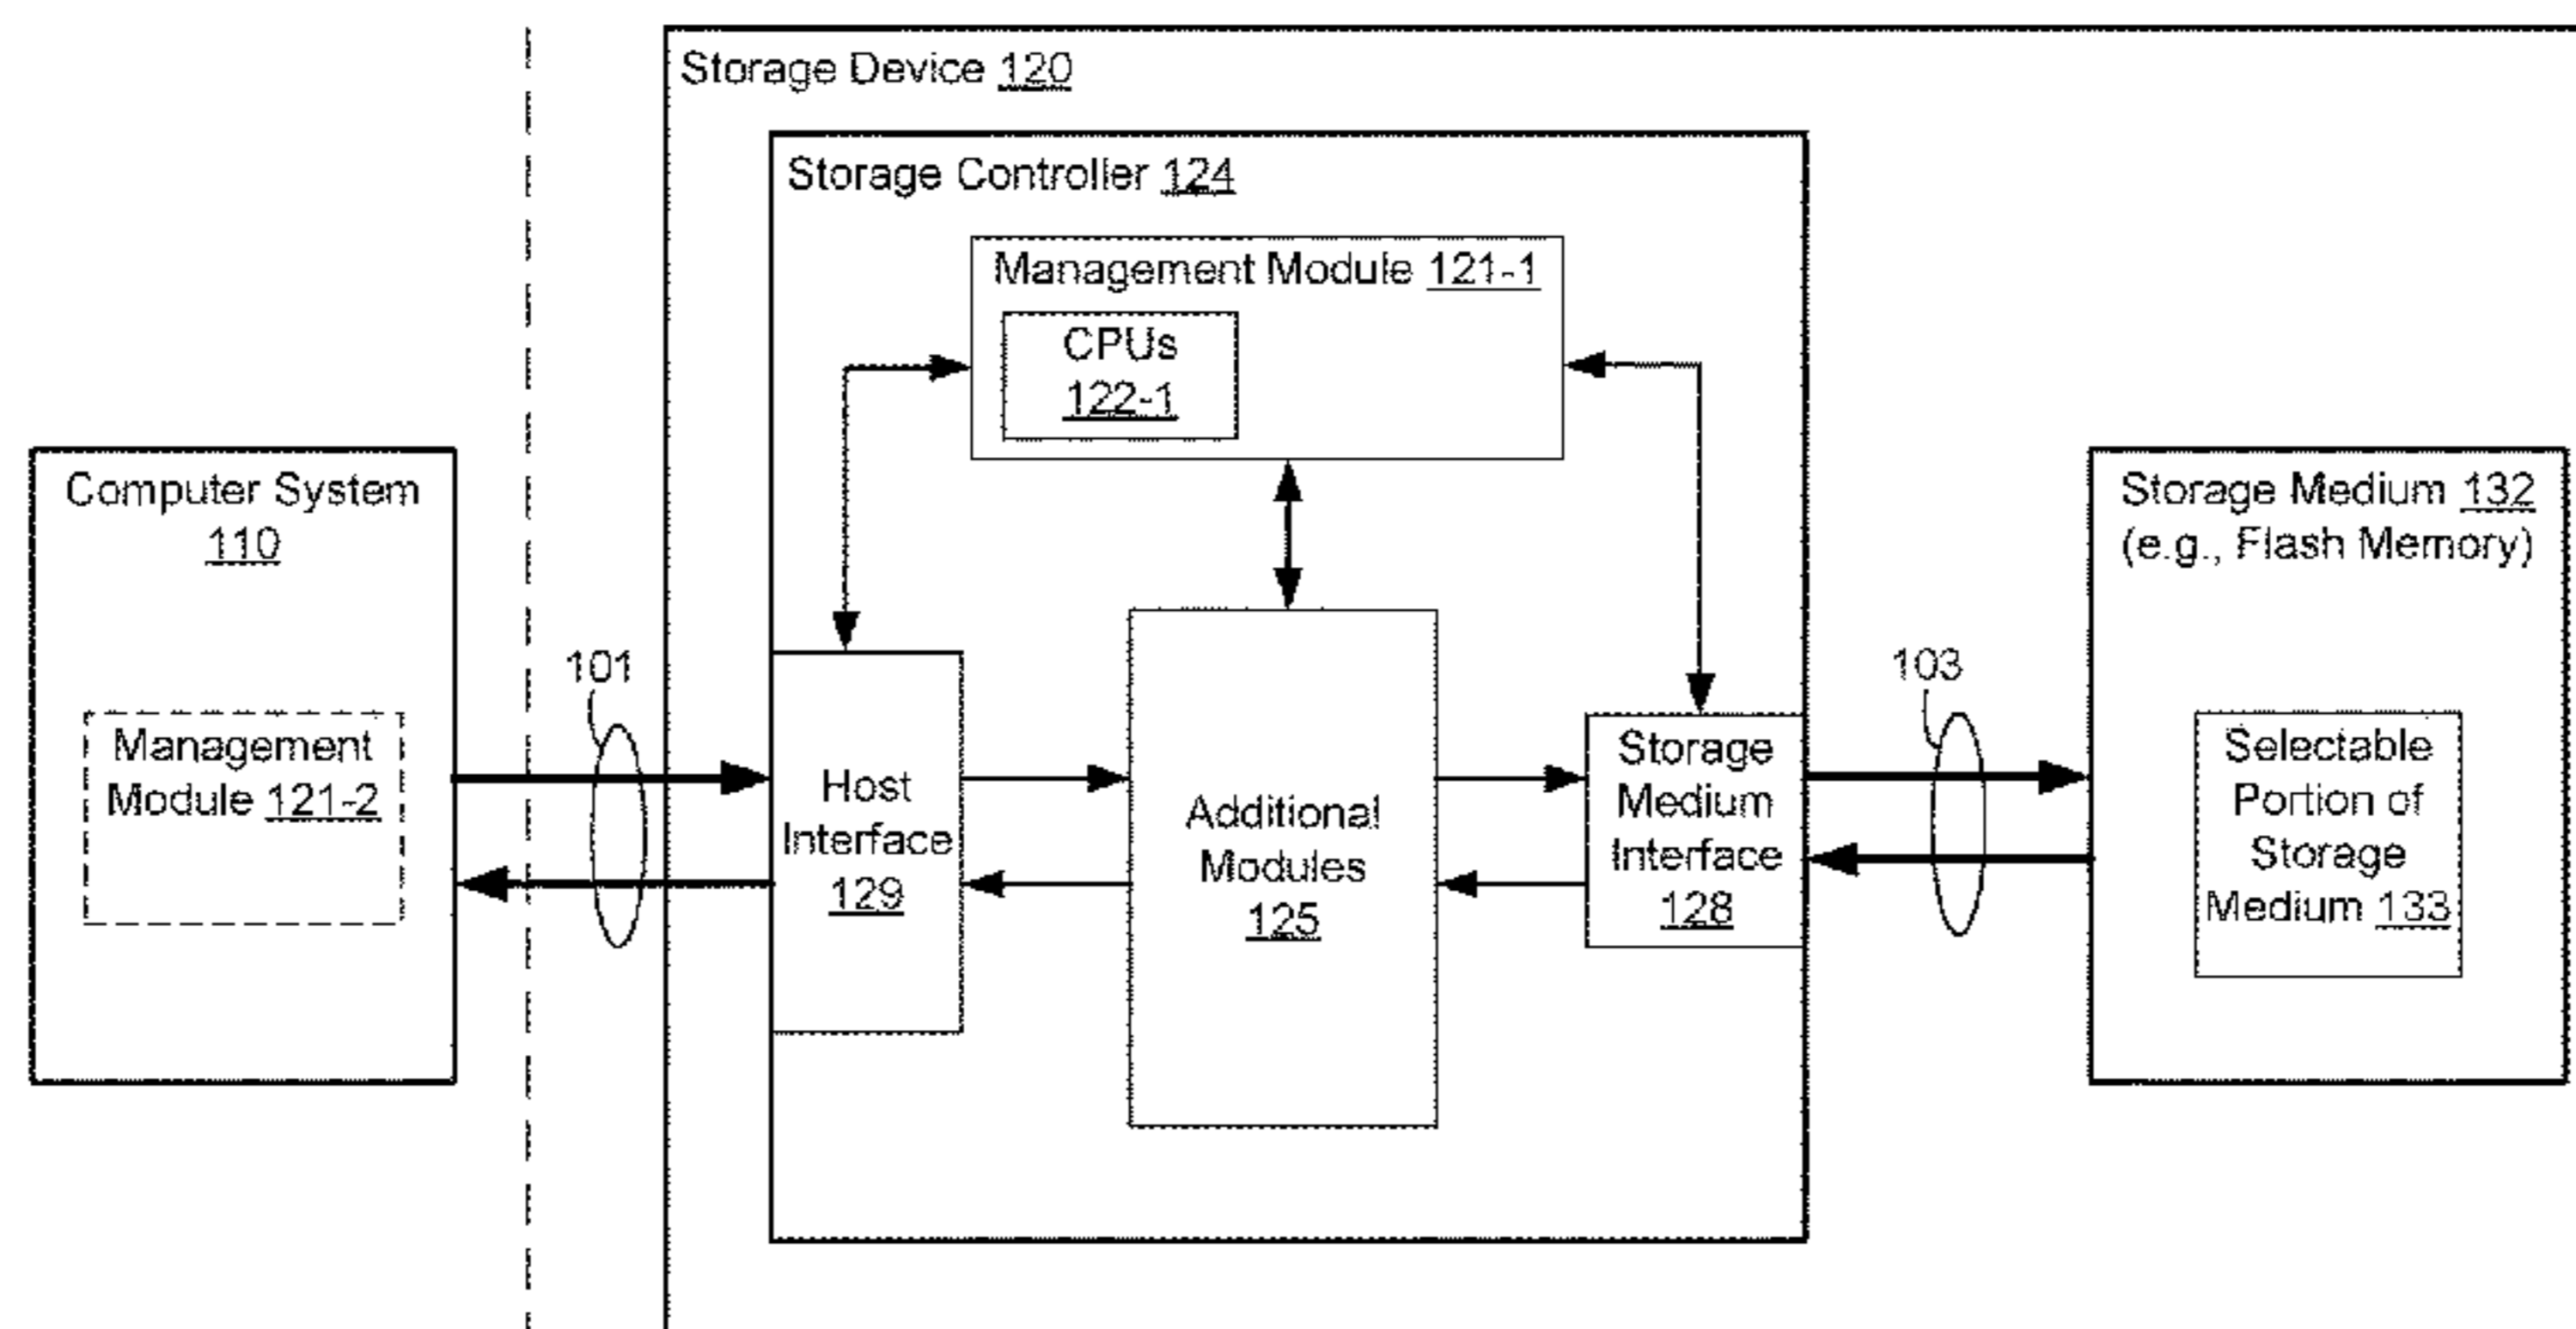 Storage Device 120
Storage Controller 124
Management Module 121-1
CPUs
122-1
Computer System
110
Management
Module 121-2
101
Host
Interface
129
Additional
Modules
125
Storage
Medium
Interface
128
103
Storage Medium 132
(e.g., Flash Memory)
Selectable
Portion of
Storage
Medium 133